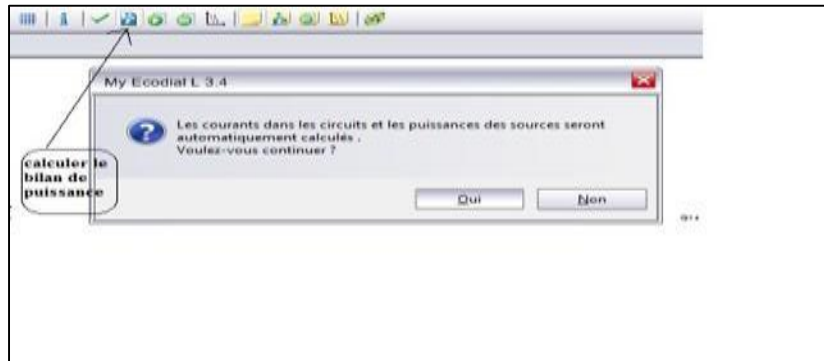 My Ecodial L 3.4
Les courants dans les circuits et les puissances des sources seront
automatiquement calculés .
Voulez-vous continuer ?
calculer le
bilan de
puissance
Oui Non